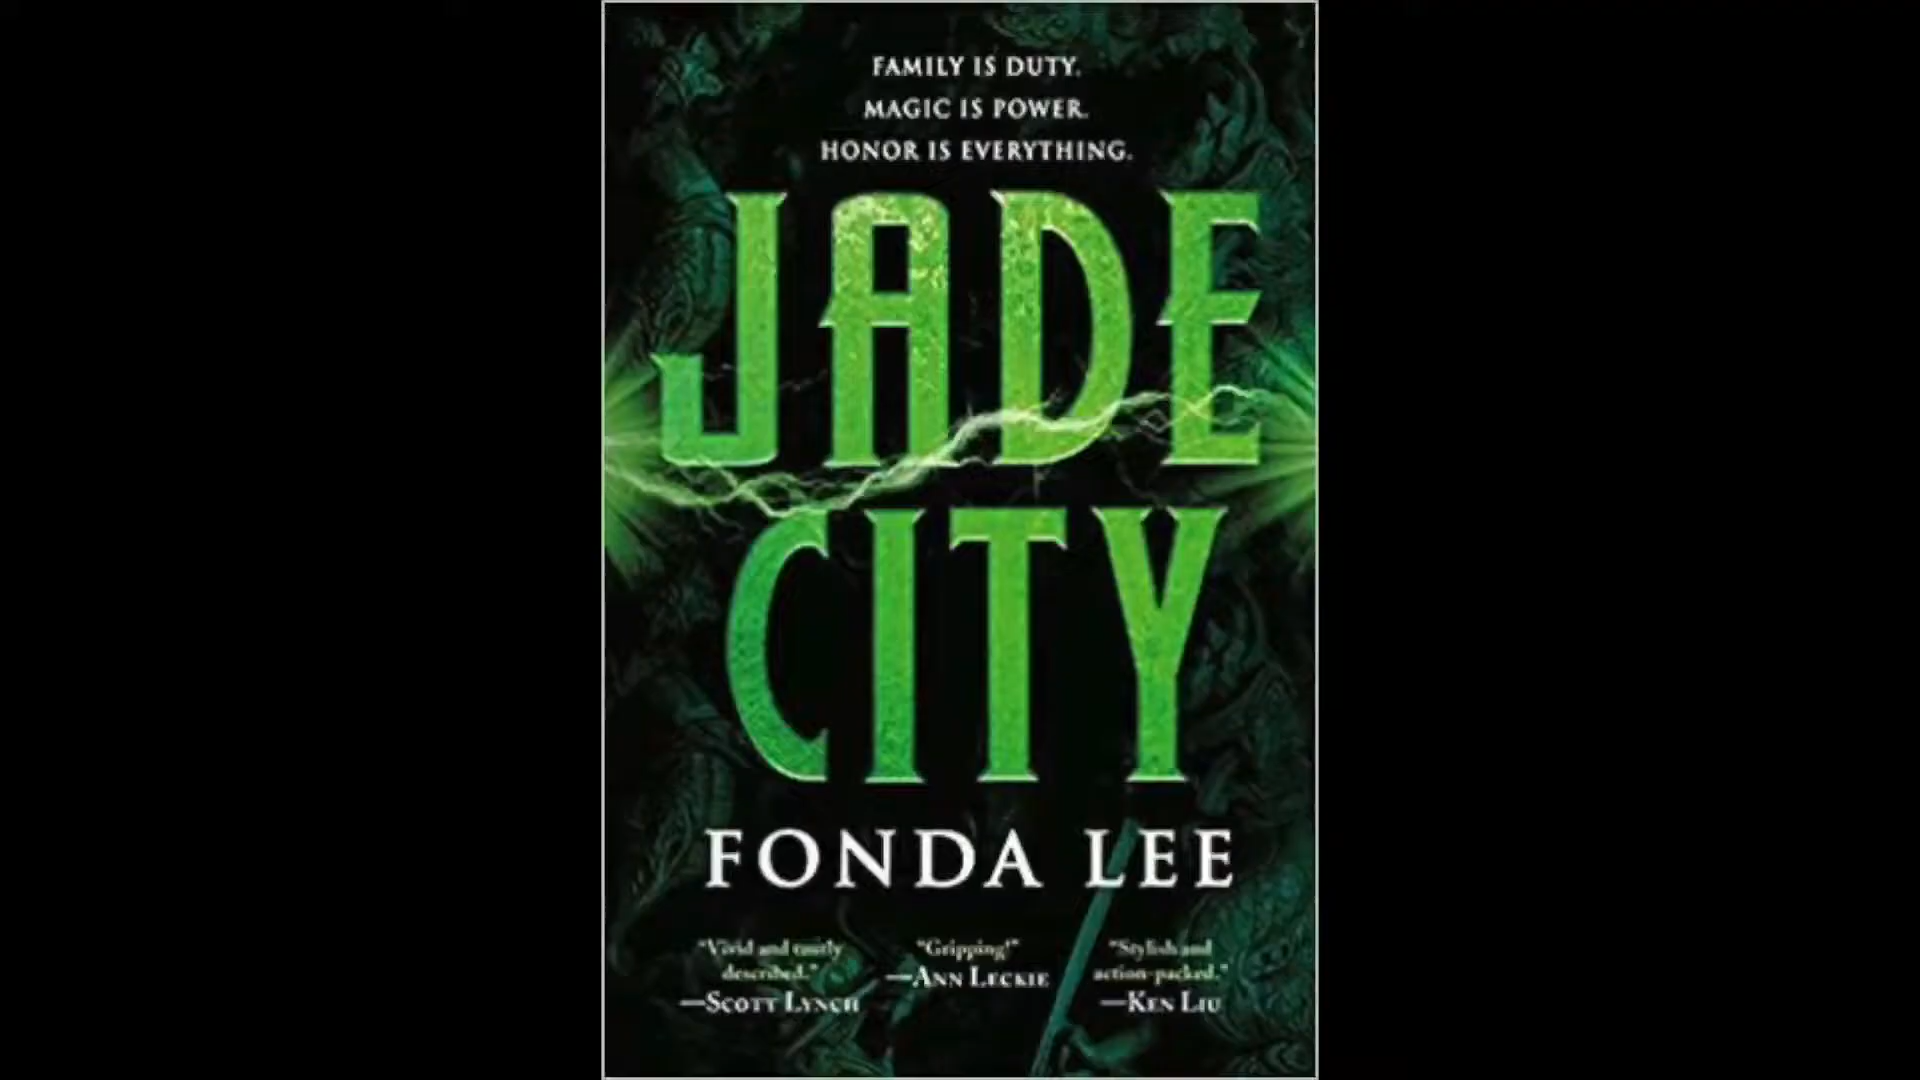 FAMILY IS DUTY.
MAGIC IS POWER.
HONOR IS EVERYTHING.
JADE
CITY
FONDA LEE
“Vivid and tautly
described.”
—SCOTT LYNCH
“Gripping!”
—ANN LECKIE
“Stylish and
action-packed.”
—KEN LIU